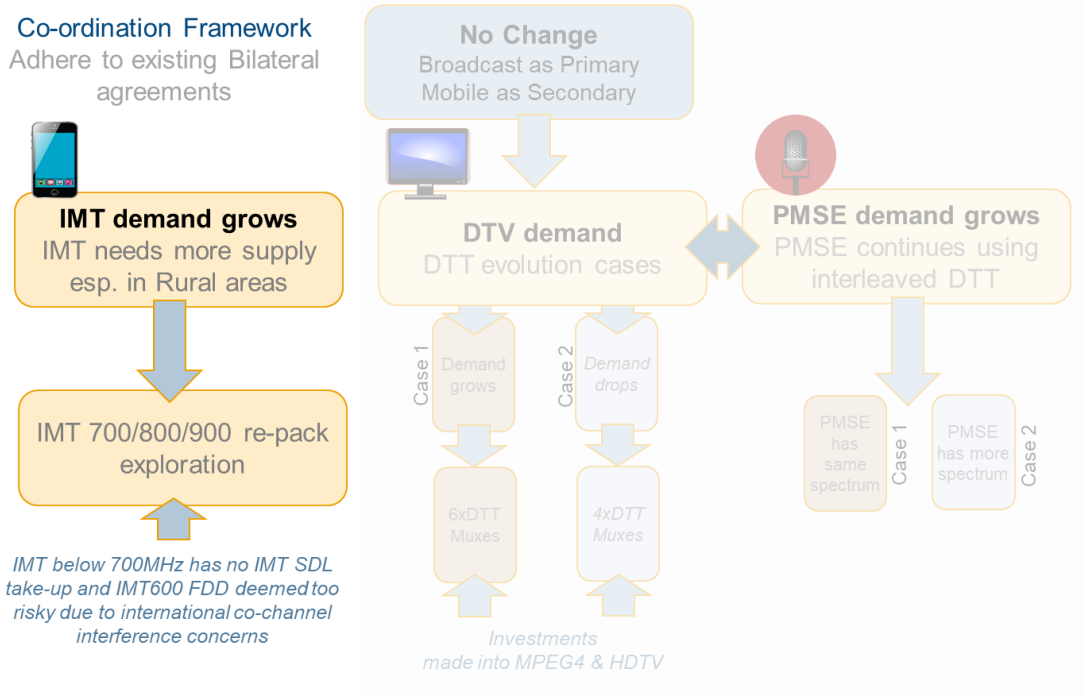 Co-ordination Framework
Adhere to existing Bilateral
agreements
IMT demand grows
IMT needs more supply
esp. in Rural areas
IMT 700/800/900 re-pack
exploration
IMT below 700MHz has no IMT SDL
take-up and IMT600 FDD deemed too
risky due to international co-channel
interference concerns
No Change
Broadcast as Primary
Mobile as Secondary
DTV demand
DTT evolution cases
Case 1
Demand
grows
6xDTT
Muxes
Case 2
Demand
drops
4xDTT
Muxes
Investments
made into MPEG4 & HDTV
PMSE demand grows
PMSE continues using
interleaved DTT
PMSE
has
same
spectrum
Case 1
PMSE
has more
spectrum
Case 2